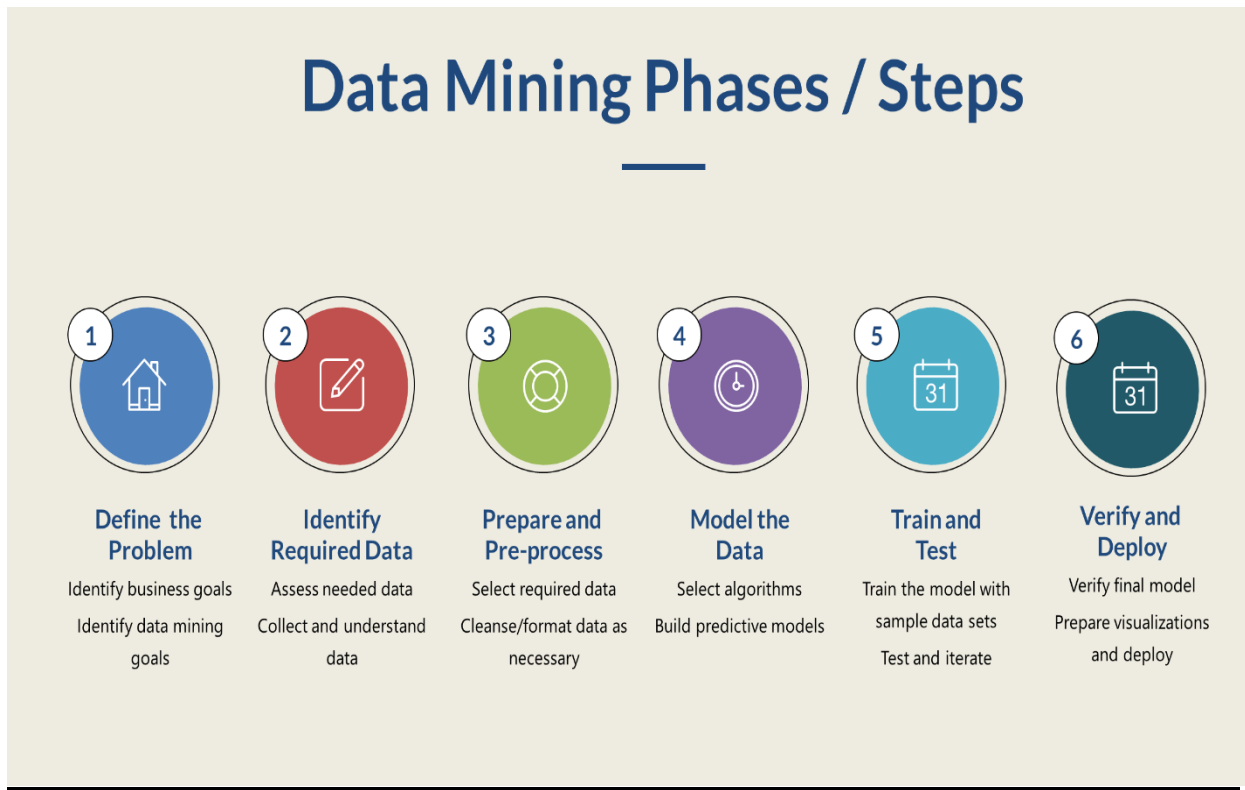 Data Mining Phases / Steps
1
Define the
Problem
Identify business goals
Identify data mining
goals
2
Identify
Required Data
Assess needed data
Collect and understand
data
3
Prepare and
Pre-process
Select required data
Cleanse/format data as
necessary
4
Model the
Data
Select algorithms
Build predictive models
5
31
Train and
Test
Train the model with
sample data sets
Test and iterate
6
31
Verify and
Deploy
Verify final model
Prepare visualizations
and deploy